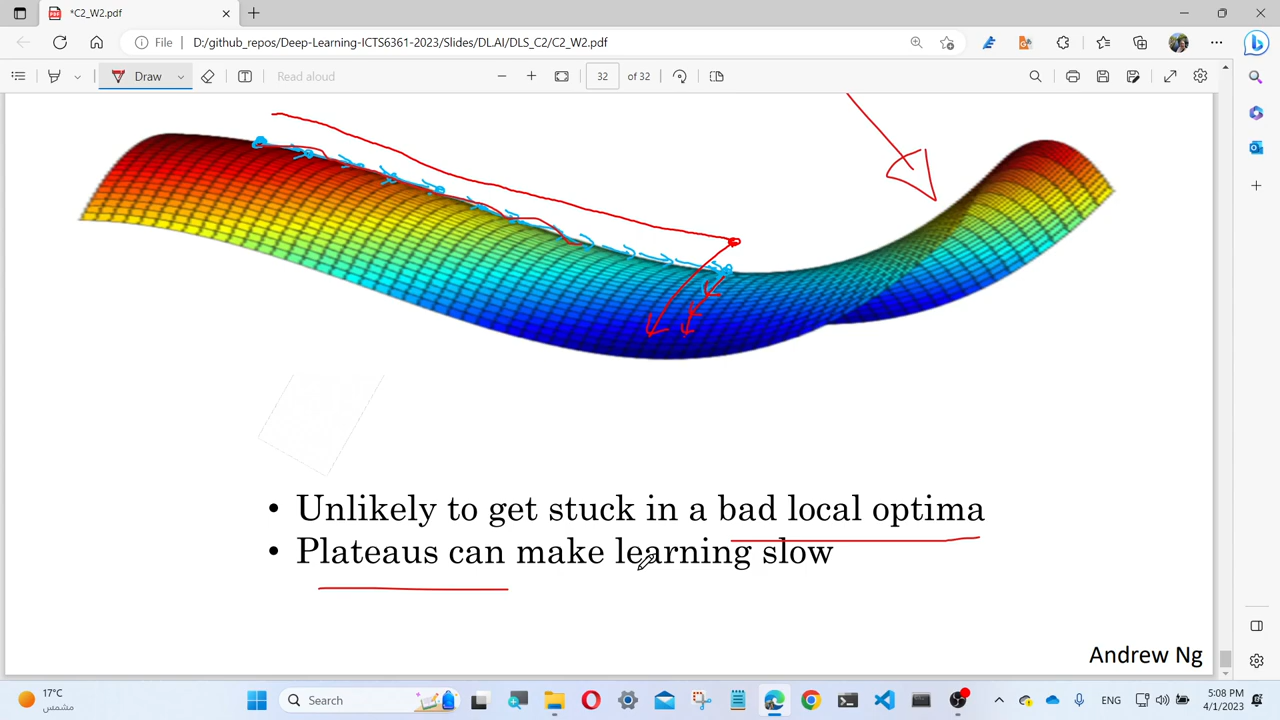 *C2_W2.pdf
File
D:/github_repos/Deep-Learning-ICTS6361-2023/Slides/DL.AI/DLS_C2/C2_W2.pdf
Draw
Read aloud
32
of 32
• Unlikely to get stuck in a bad local optima
• Plateaus can make learning slow
Andrew Ng
17°C
مشمس
Search
ENG
5:08 PM
4/1/2023